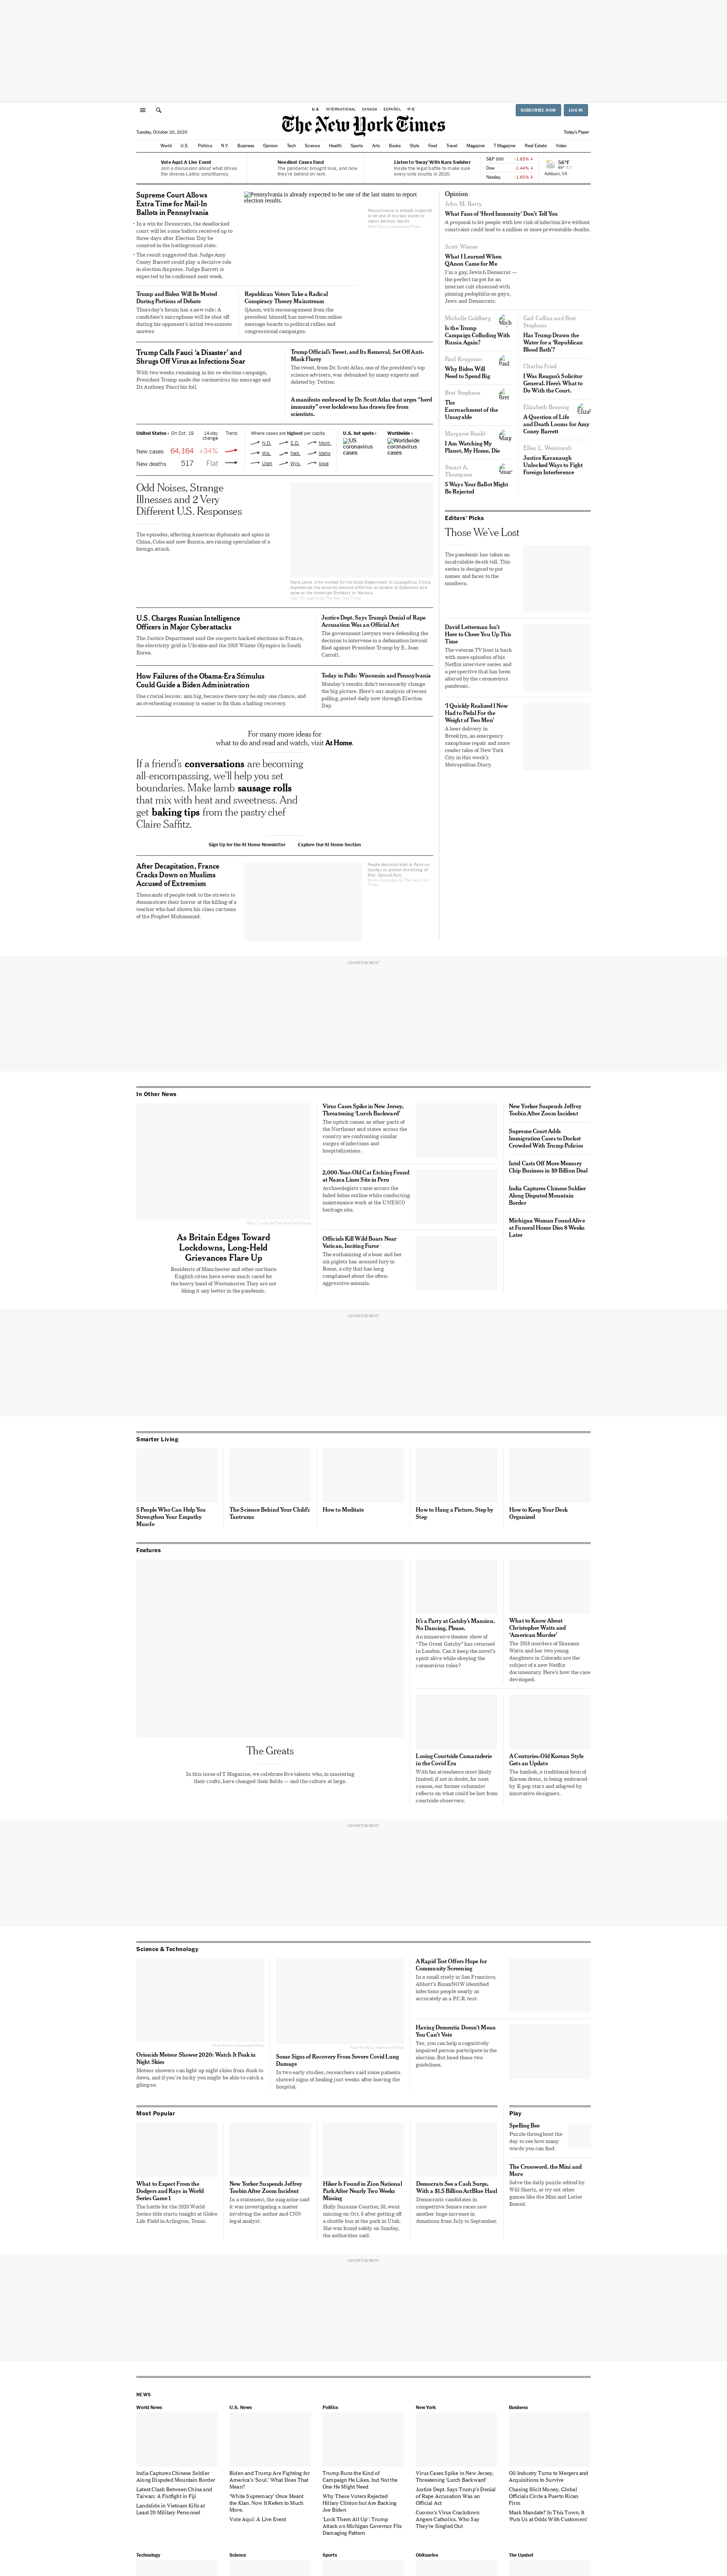 U.S. INTERNATIONAL CANADA ESPAÑOL 中文
SUBSCRIBE NOW
LOG IN
The New York Times
Tuesday, October 20, 2020
Today's Paper
World U.S. Politics N.Y. Business Opinion Tech Science Health Sports Arts Books Style Food Travel Magazine T Magazine Real Estate Video
Vote Aquí: A Live Event
Join a discussion about what drives
the diverse Latino constituency.
Neediest Cases Fund
The pandemic brought loss, and now
they're behind on rent.
Listen to 'Sway' With Kara Swisher
Inside the legal battle to make sure
every vote counts in 2020.
S&P 500 -1.63% ↓
Dow -1.44% ↓
Nasdaq -1.65% ↓
56°F
Ashburn, VA
Supreme Court Allows
Extra Time for Mail-In
Ballots in Pennsylvania
• In a win for Democrats, the deadlocked
court will let some ballots received up to
three days after Election Day be
counted in the battleground state.
• The result suggested that Judge Amy
Coney Barrett could play a decisive role
in election disputes. Judge Barrett is
expected to be confirmed next week.
Pennsylvania is already expected to be one of the last states to report
election results.
Pennsylvania is already expected
to be one of the last states to
report election results.
Trump and Biden Will Be Muted
During Portions of Debate
Thursday's forum has a new rule: A
candidate's microphone will be shut off
during his opponent's initial two-minute
answer.
Republican Voters Take a Radical
Conspiracy Theory Mainstream
QAnon, with encouragement from the
president himself, has moved from online
message boards to political rallies and
congressional campaigns.
Trump Calls Fauci 'a Disaster' and
Shrugs Off Virus as Infections Soar
With two weeks remaining in his re-election campaign,
President Trump made the coronavirus his message and
Dr. Anthony Fauci his foil.
Trump Official's Tweet, and Its Removal, Set Off Anti-
Mask Flurry
The tweet, from Dr. Scott Atlas, one of the president's top
science advisers, was debunked by many experts and
deleted by Twitter.
A manifesto embraced by Dr. Scott Atlas that urges "herd
immunity" over lockdowns has drawn fire from
scientists.
United States › On Oct. 19 14-day
change Trend
New cases 64,164 +34%
New deaths 517 Flat
Where cases are highest per capita
N.D. S.D. Mont.
Wis. Neb. Idaho
Utah Wyo. Iowa
U.S. hot spots ›
US
coronavirus
cases
Worldwide ›
Worldwide
coronavirus
cases
Odd Noises, Strange
Illnesses and 2 Very
Different U.S. Responses
The episodes, affecting American diplomats and spies in
China, Cuba and now Russia, are raising speculation of a
foreign attack.
Mark Lenzi, who worked for the State Department in Guangzhou, China,
experienced the same mysterious affliction as dozens of diplomats and
spies at the American Embassy in Havana.
U.S. Charges Russian Intelligence
Officers in Major Cyberattacks
The Justice Department said the suspects hacked elections in France,
the electricity grid in Ukraine and the 2018 Winter Olympics in South
Korea.
Justice Dept. Says Trump's Denial of Rape
Accusation Was an Official Act
The government lawyers were defending the
decision to intervene in a defamation lawsuit
filed against President Trump by E. Jean
Carroll.
How Failures of the Obama-Era Stimulus
Could Guide a Biden Administration
One crucial lesson: aim big, because there may be only one chance, and
an overheating economy is easier to fix than a halting recovery.
Today in Polls: Wisconsin and Pennsylvania
Monday's results didn't necessarily change
the big picture. Here's our analysis of recent
polling, posted daily now through Election
Day.
For many more ideas for
what to do and read and watch, visit At Home.
If a friend's conversations are becoming
all-encompassing, we'll help you set
boundaries. Make lamb sausage rolls
that mix with heat and sweetness. And
get baking tips from the pastry chef
Claire Saffitz.
Sign Up for the At Home Newsletter
Explore Our At Home Section
After Decapitation, France
Cracks Down on Muslims
Accused of Extremism
Thousands of people took to the streets to
demonstrate their horror at the killing of a
teacher who had shown his class cartoons
of the Prophet Muhammad.
People demonstrated in Paris on
Sunday to protest the killing of
Prof. Samuel Paty.
Opinion
John M. Barry
What Fans of 'Herd Immunity' Don't Tell You
A proposal to let people with low risk of infection live without
constraint could lead to a million or more preventable deaths.
Scott Wiener
What I Learned When
QAnon Came for Me
I'm a gay, Jewish Democrat —
the perfect target for an
internet cult obsessed with
pinning pedophilia on gays,
Jews and Democrats.
Michelle Goldberg
Is the Trump
Campaign Colluding With
Russia Again?
Paul Krugman
Why Biden Will
Need to Spend Big
Bret Stephens
The
Encroachment of the
Unsayable
Margaret Renkl
I Am Watching My
Planet, My Home, Die
Stuart A.
Thompson
5 Ways Your Ballot Might
Be Rejected
Gail Collins and Bret
Stephens
Has Trump Drawn the
Water for a 'Republican
Blood Bath'?
Charles Fried
I Was Reagan's Solicitor
General. Here's What to
Do With the Court.
Elizabeth Bruenig
A Question of Life
and Death Looms for Amy
Coney Barrett
Ellen L. Weintraub
Justice Kavanaugh
Unlocked Ways to Fight
Foreign Interference
Editors' Picks
Those We've Lost
The pandemic has taken an
incalculable death toll. This
series is designed to put
names and faces to the
numbers.
David Letterman Isn't
Here to Cheer You Up This
Time
The veteran TV host is back
with more episodes of his
Netflix interview series and
a perspective that has been
altered by the coronavirus
pandemic.
'I Quickly Realized I Now
Had to Pedal For the
Weight of Two Men'
A beer delivery in
Brooklyn, an emergency
saxophone repair and more
reader tales of New York
City in this week's
Metropolitan Diary.
ADVERTISEMENT
In Other News
As Britain Edges Toward
Lockdowns, Long-Held
Grievances Flare Up
Residents of Manchester and other northern
English cities have never much cared for
the heavy hand of Westminster. They are not
liking it any better in the pandemic.
Virus Cases Spike in New Jersey,
Threatening 'Lurch Backward'
The uptick comes as other parts of
the Northeast and states across the
country are confronting similar
surges of infections and
hospitalizations.
2,000-Year-Old Cat Etching Found
at Nazca Lines Site in Peru
Archaeologists came across the
faded feline outline while conducting
maintenance work at the UNESCO
heritage site.
Officials Kill Wild Boars Near
Vatican, Inciting Furor
The euthanizing of a boar and her
six piglets has aroused fury in
Rome, a city that has long
complained about the often-
aggressive animals.
New Yorker Suspends Jeffrey
Toobin After Zoom Incident
Supreme Court Adds
Immigration Cases to Docket
Crowded With Trump Policies
Intel Casts Off More Memory
Chip Business in $9 Billion Deal
India Captures Chinese Soldier
Along Disputed Mountain
Border
Michigan Woman Found Alive
at Funeral Home Dies 8 Weeks
Later
ADVERTISEMENT
Smarter Living
5 People Who Can Help You
Strengthen Your Empathy
Muscle
The Science Behind Your Child's
Tantrums
How to Meditate
How to Hang a Picture, Step by
Step
How to Keep Your Desk
Organized
Features
The Greats
In this issue of T Magazine, we celebrate five talents who, in mastering
their crafts, have changed their fields — and the culture at large.
It's a Party at Gatsby's Mansion.
No Dancing, Please.
An immersive theater show of
"The Great Gatsby" has returned
in London. Can it keep the novel's
spirit alive while obeying the
coronavirus rules?
What to Know About
Christopher Watts and
'American Murder'
The 2018 murders of Shanann
Watts and her two young
daughters in Colorado are the
subject of a new Netflix
documentary. Here's how the case
developed.
Losing Courtside Camaraderie
in the Covid Era
With fan attendance most likely
limited, if not in doubt, for next
season, our former columnist
reflects on what could be lost from
courtside observers.
A Centuries-Old Korean Style
Gets an Update
The hanbok, a traditional form of
Korean dress, is being embraced
by K-pop stars and adapted by
innovative designers.
ADVERTISEMENT
Science & Technology
Orionids Meteor Shower 2020: Watch It Peak in
Night Skies
Meteor showers can light up night skies from dusk to
dawn, and if you're lucky you might be able to catch a
glimpse.
Some Signs of Recovery From Severe Covid Lung
Damage
In two early studies, researchers said some patients
showed signs of healing just weeks after leaving the
hospital.
A Rapid Test Offers Hope for
Community Screening
In a small study in San Francisco,
Abbott's BinaxNOW identified
infectious people nearly as
accurately as a P.C.R. test.
Having Dementia Doesn't Mean
You Can't Vote
Yes, you can help a cognitively
impaired person participate in the
election. But heed these two
guidelines.
Most Popular
What to Expect From the
Dodgers and Rays in World
Series Game 1
The battle for the 2020 World
Series title starts tonight at Globe
Life Field in Arlington, Texas.
New Yorker Suspends Jeffrey
Toobin After Zoom Incident
In a statement, the magazine said
it was investigating a matter
involving the author and CNN
legal analyst.
Hiker Is Found in Zion National
Park After Nearly Two Weeks
Missing
Holly Suzanne Courtier, 38, went
missing on Oct. 6 after getting off
a shuttle bus at the park in Utah.
She was found safely on Sunday,
the authorities said.
Democrats See a Cash Surge,
With a $1.5 Billion ActBlue Haul
Democratic candidates in
competitive Senate races saw
another huge increase in
donations from July to September.
Play
Spelling Bee
Puzzle throughout the
day to see how many
words you can find.
The Crossword, the Mini and
More
Solve the daily puzzle edited by
Will Shortz, or try out other
games like the Mini and Letter
Boxed.
ADVERTISEMENT
NEWS
World News
India Captures Chinese Soldier
Along Disputed Mountain Border
Latest Clash Between China and
Taiwan: A Fistfight in Fiji
Landslide in Vietnam Kills at
Least 20 Military Personnel
U.S. News
Biden and Trump Are Fighting for
America's 'Soul.' What Does That
Mean?
'White Supremacy' Once Meant
the Klan. Now It Refers to Much
More.
Vote Aquí: A Live Event
Politics
Trump Runs the Kind of
Campaign He Likes, but Not the
One He Might Need
Why These Voters Rejected
Hillary Clinton but Are Backing
Joe Biden
'Lock Them All Up': Trump
Attack on Michigan Governor Fits
Damaging Pattern
New York
Virus Cases Spike in New Jersey,
Threatening 'Lurch Backward'
Justice Dept. Says Trump's Denial
of Rape Accusation Was an
Official Act
Cuomo's Virus Crackdown
Angers Catholics, Who Say
They're Singled Out
Business
Oil Industry Turns to Mergers and
Acquisitions to Survive
Chasing Elicit Money, Global
Officials Circle a Puerto Rican
Firm
Mask Mandate? In This Town, It
'Puts Us at Odds With Customers'
Technology
Science
Sports
Obituaries
The Upshot